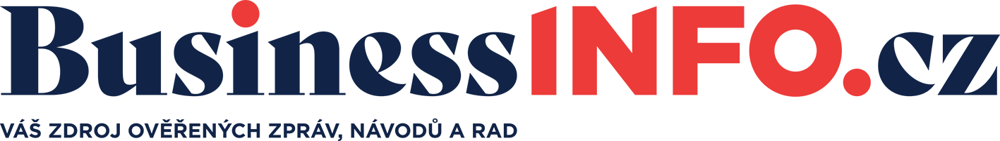 BusinessINFO.cz
VÁŠ ZDROJ OVĚŘENÝCH ZPRÁV, NÁVODŮ A RAD